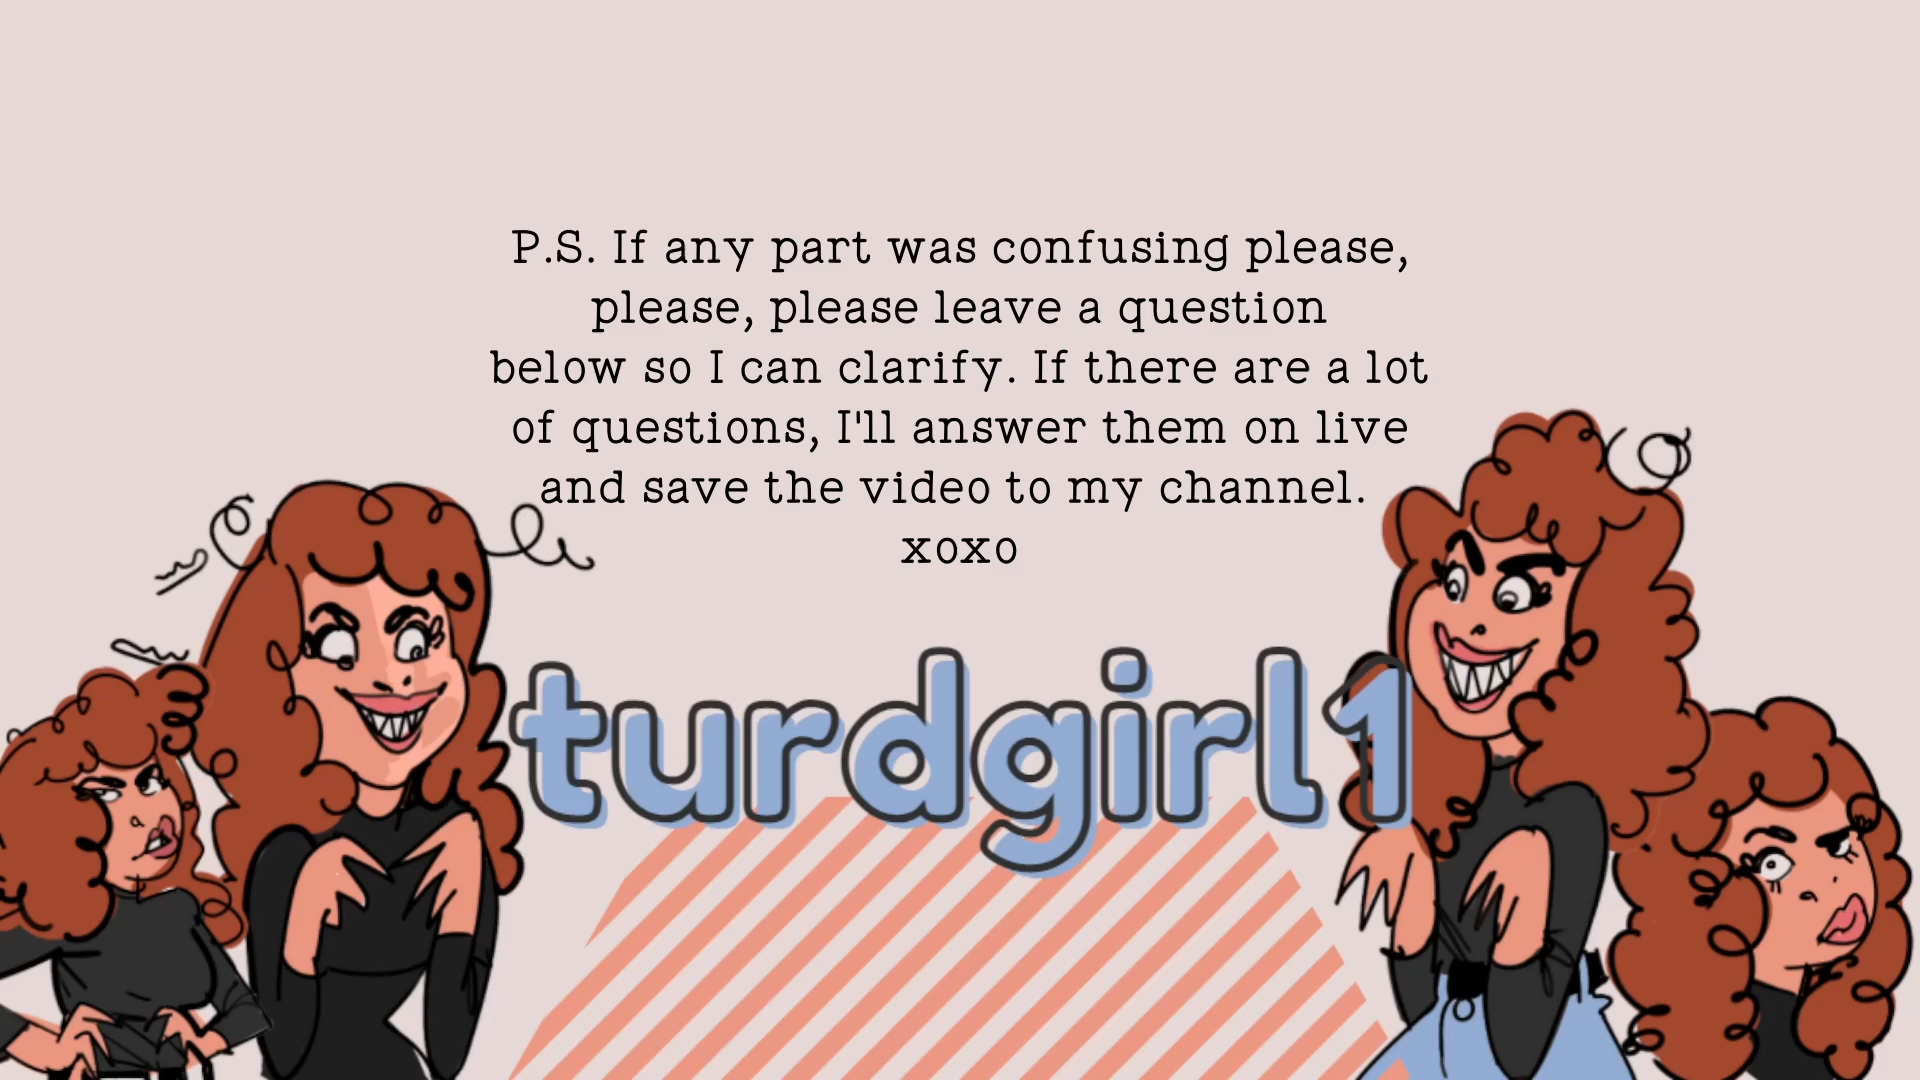 P.S. If any part was confusing please,
please, please leave a question
below so I can clarify. If there are a lot
of questions, I'll answer them on live
and save the video to my channel.
xoxo
turdgirl1